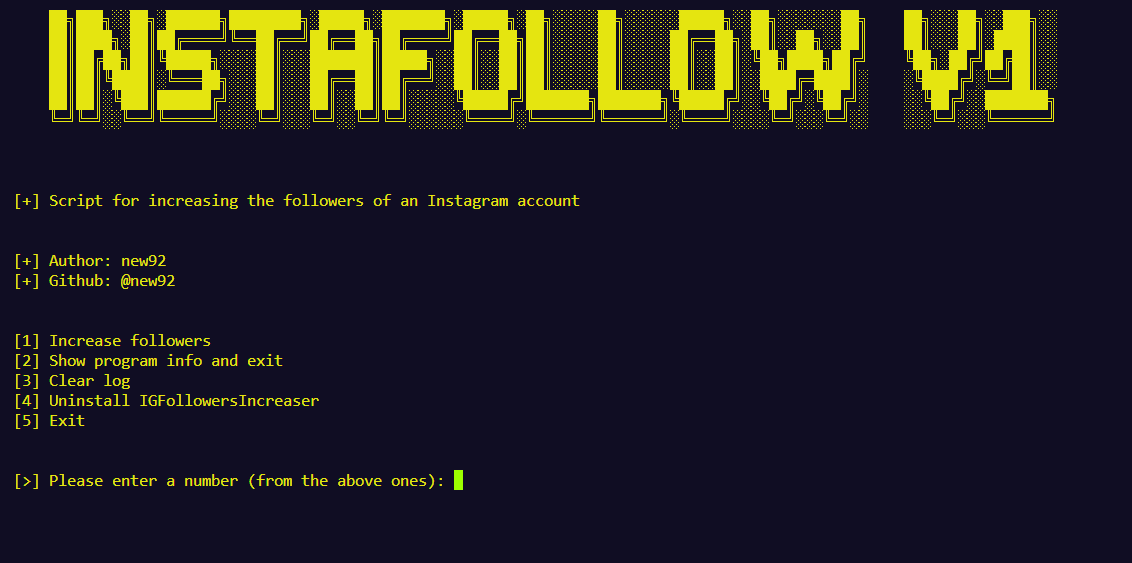 INSTAFOLLOW V1
[+] Script for increasing the followers of an Instagram account
[+] Author: new92
[+] Github: @new92
[1] Increase followers
[2] Show program info and exit
[3] Clear log
[4] Uninstall IGFollowersIncreaser
[5] Exit
[>] Please enter a number (from the above ones):